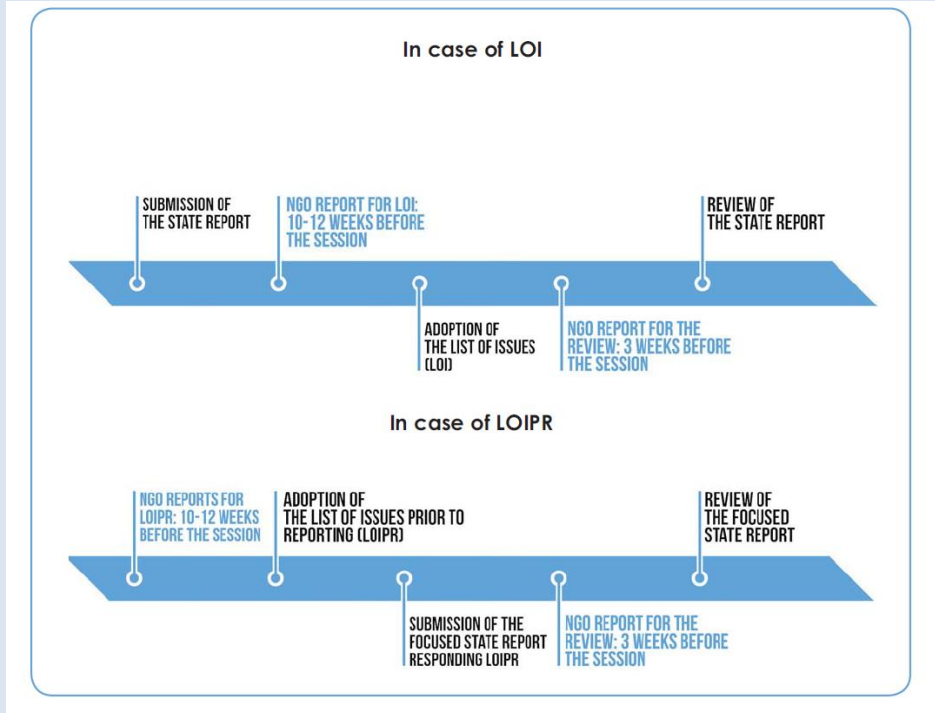 In case of LOI
SUBMISSION OF
THE STATE REPORT
NGO REPORT FOR LOI:
10-12 WEEKS BEFORE
THE SESSION
ADOPTION OF
THE LIST OF ISSUES
(LOI)
NGO REPORT FOR THE
REVIEW: 3 WEEKS BEFORE
THE SESSION
REVIEW OF
THE STATE REPORT
In case of LOIPR
NGO REPORTS FOR
LOIPR: 10-12 WEEKS
BEFORE THE SESSION
ADOPTION OF
THE LIST OF ISSUES PRIOR TO
REPORTING (LOIPR)
SUBMISSION OF THE
FOCUSED STATE REPORT
RESPONDING LOIPR
NGO REPORT FOR THE
REVIEW: 3 WEEKS BEFORE
THE SESSION
REVIEW OF
THE FOCUSED
STATE REPORT